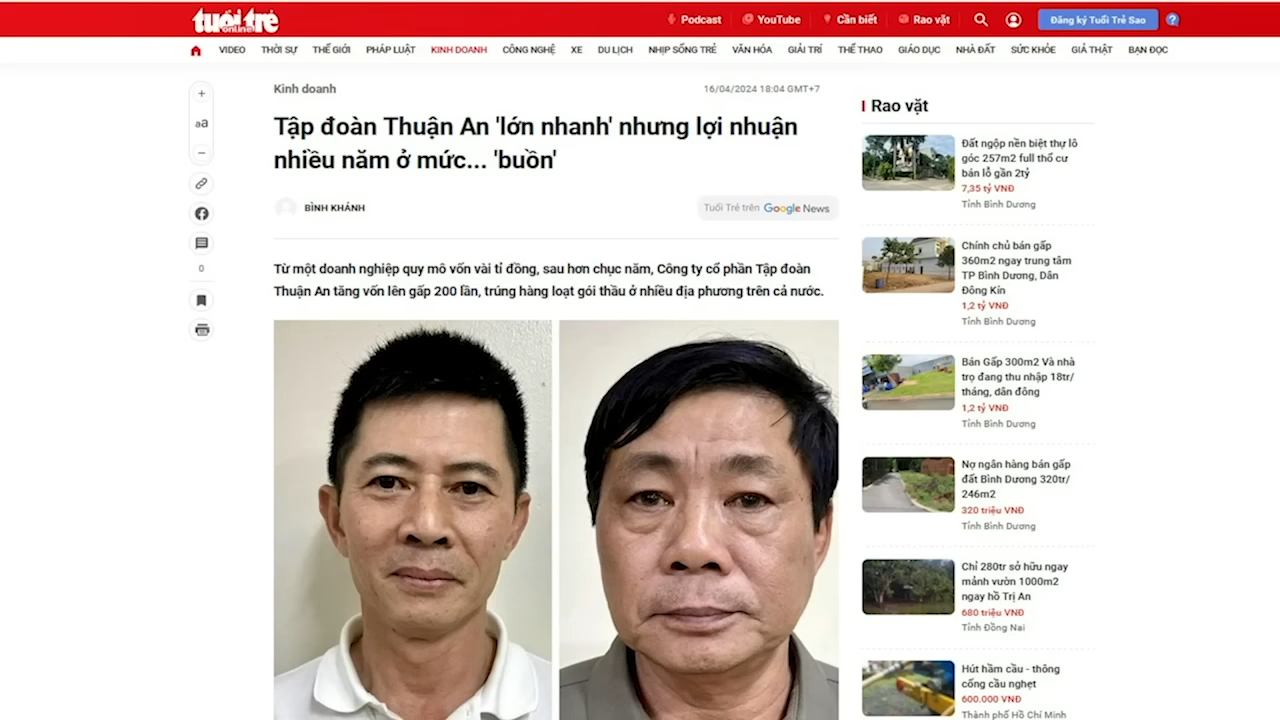 tuổi trẻ
online
Podcast
YouTube
Cần biết
Rao vặt
Đăng ký Tuổi Trẻ Sao
?
VIDEO
THỜI SỰ
THẾ GIỚI
PHÁP LUẬT
KINH DOANH
CÔNG NGHỆ
XE
DU LỊCH
NHỊP SỐNG TRẺ
VĂN HÓA
GIẢI TRÍ
THỂ THAO
GIÁO DỤC
NHÀ ĐẤT
SỨC KHỎE
GIẢ THẬT
BẠN ĐỌC
+
aa
−
0
Kinh doanh
16/04/2024 18:04 GMT+7
Tập đoàn Thuận An 'lớn nhanh' nhưng lợi nhuận
nhiều năm ở mức... 'buồn'
BÌNH KHÁNH
Tuổi Trẻ trên Google News
Từ một doanh nghiệp quy mô vốn vài tỉ đồng, sau hơn chục năm, Công ty cổ phần Tập đoàn
Thuận An tăng vốn lên gấp 200 lần, trúng hàng loạt gói thầu ở nhiều địa phương trên cả nước.
Rao vặt
Đất ngộp nền biệt thự lô
góc 257m2 full thổ cư
bán lỗ gần 2tỷ
7,35 tỷ VNĐ
Tỉnh Bình Dương
Chính chủ bán gấp
360m2 ngay trung tâm
TP Bình Dương, Dân
Đông Kín
1,2 tỷ VNĐ
Tỉnh Bình Dương
Bán Gấp 300m2 Và nhà
trọ đang thu nhập 18tr/
tháng, dân đông
1,2 tỷ VNĐ
Tỉnh Bình Dương
Nợ ngân hàng bán gấp
đất Bình Dương 320tr/
246m2
320 triệu VNĐ
Tỉnh Bình Dương
Chỉ 280tr sở hữu ngay
mảnh vườn 1000m2
ngay hồ Trị An
680 triệu VNĐ
Tỉnh Đồng Nai
Hút hầm cầu - thông
cống cầu nghẹt
600.000 VNĐ
Thành phố Hồ Chí Minh